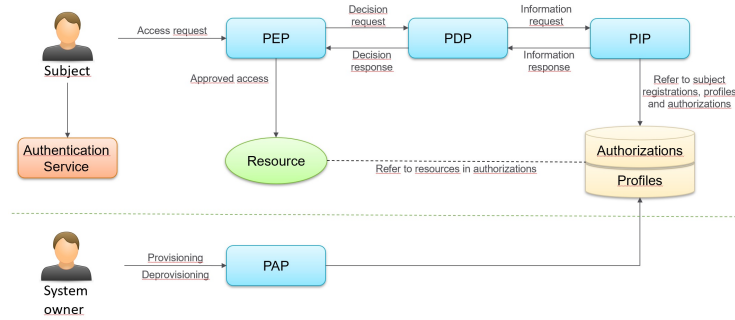 Access request
PEP
Decision
request
Decision
response
PDP
Information
request
Information
response
PIP
Subject
Approved access
Refer to subject
registrations, profiles
and authorizations
Authentication
Service
Resource
Refer to resources in authorizations
Authorizations
Profiles
Provisioning
Deprovisioning
PAP
System
owner